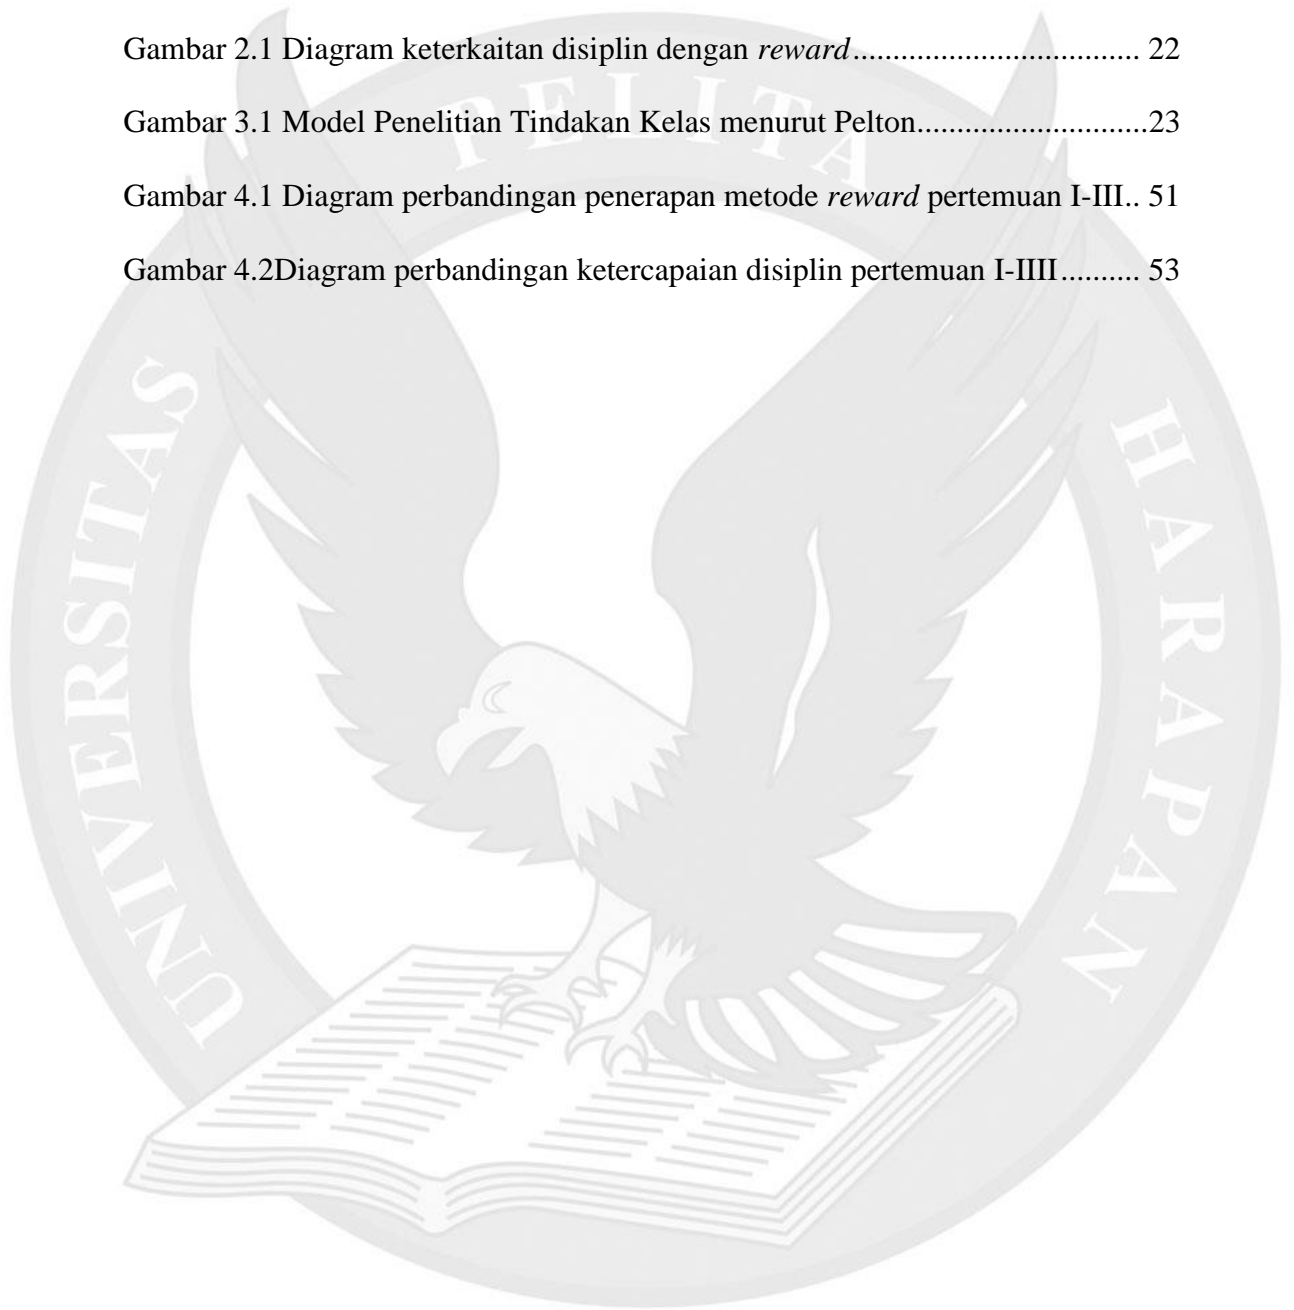 Gambar 2.1 Diagram keterkaitan disiplin dengan reward.................................... 22
Gambar 3.1 Model Penelitian Tindakan Kelas menurut Pelton.............................23
Gambar 4.1 Diagram perbandingan penerapan metode reward pertemuan I-III.. 51
Gambar 4.2Diagram perbandingan ketercapaian disiplin pertemuan I-IIII.......... 53
UNIVERSITAS PELITA HARAPAN